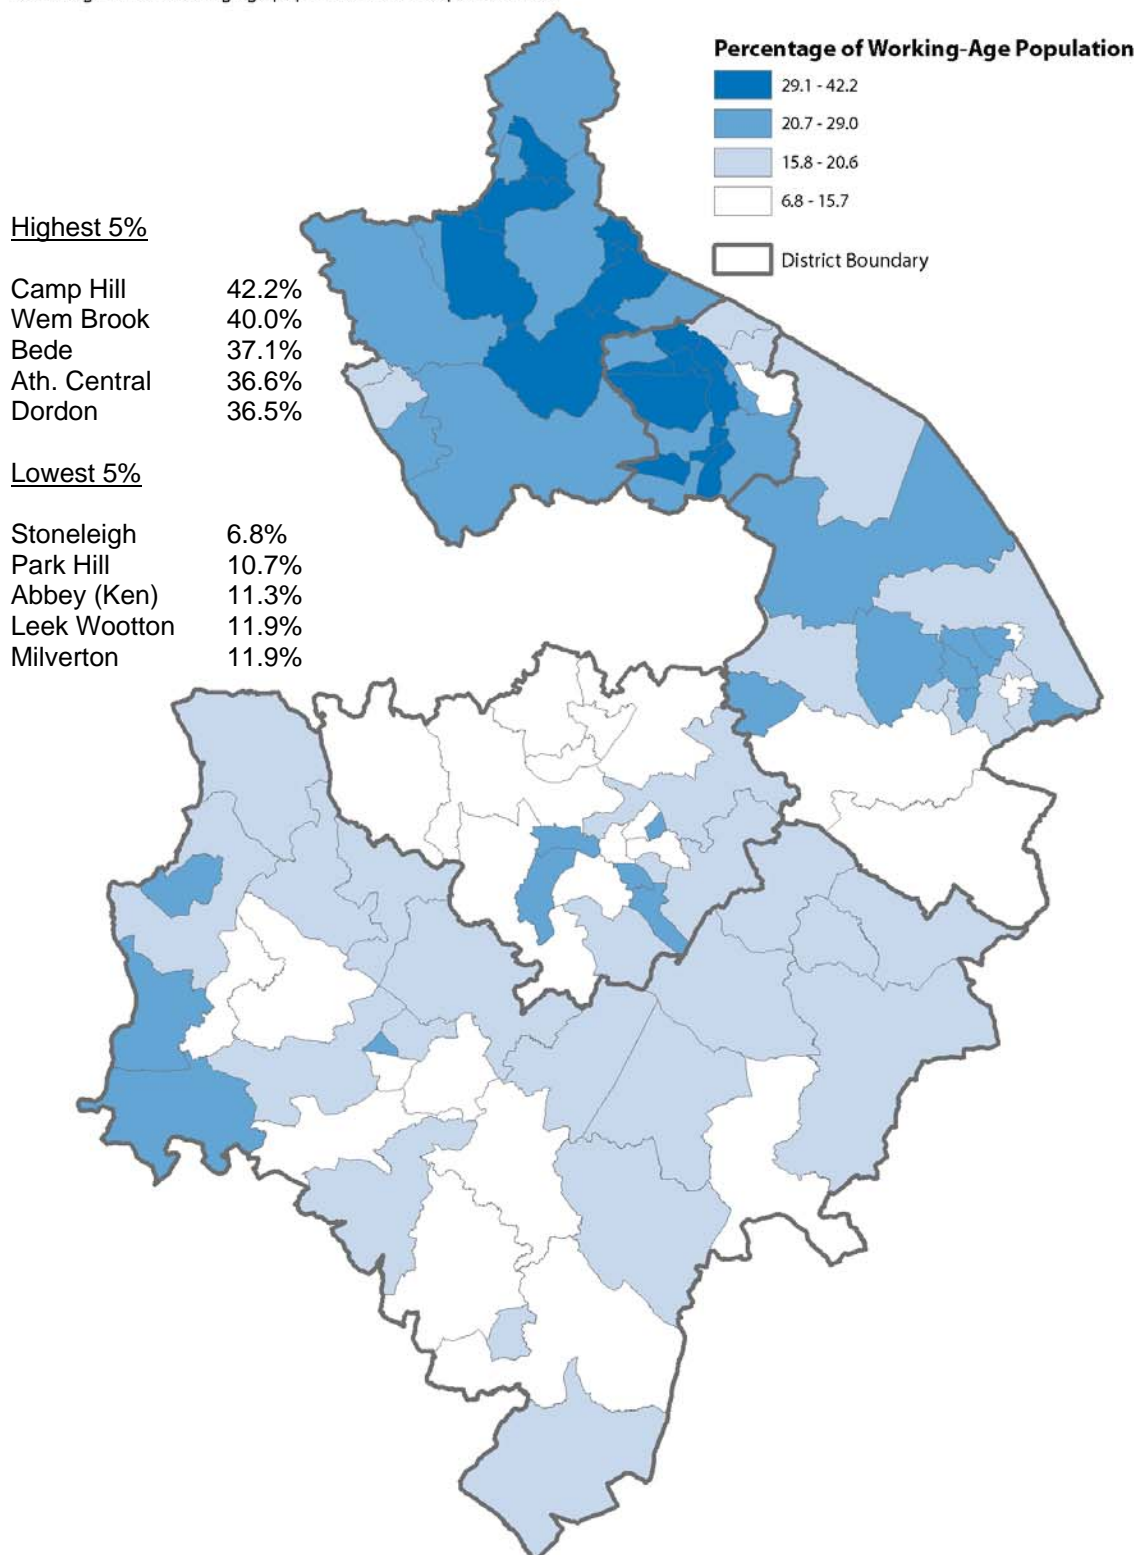 Percentage of Working-Age Population
29.1 - 42.2
20.7 - 29.0
15.8 - 20.6
6.8 - 15.7
District Boundary
Highest 5%
Camp Hill 42.2%
Wem Brook 40.0%
Bede 37.1%
Ath. Central 36.6%
Dordon 36.5%
Lowest 5%
Stoneleigh 6.8%
Park Hill 10.7%
Abbey (Ken) 11.3%
Leek Wootton 11.9%
Milverton 11.9%